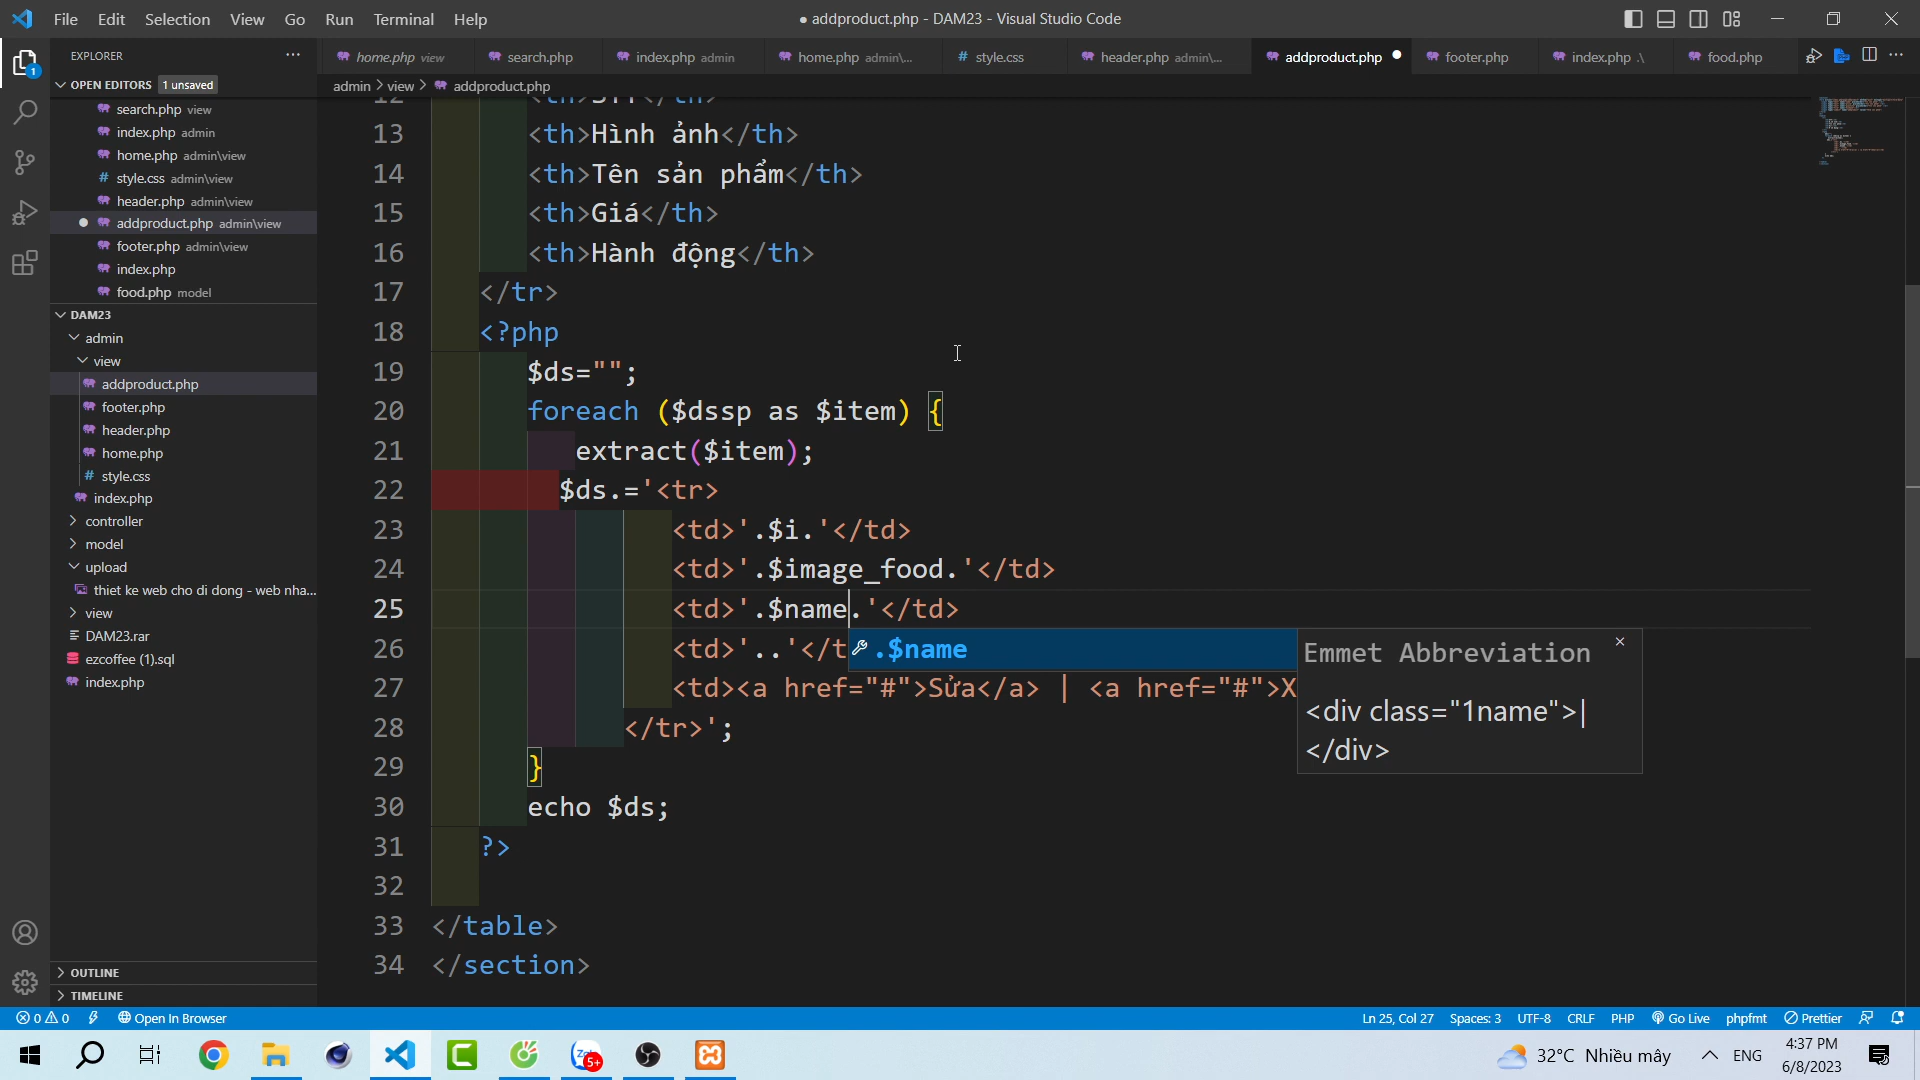 File Edit Selection View Go Run Terminal Help
● addproduct.php - DAM23 - Visual Studio Code
EXPLORER ···
home.php view
search.php
index.php admin
home.php admin\...
style.css
header.php admin\...
addproduct.php ●
footer.php
index.php .\
food.php
OPEN EDITORS 1 unsaved
search.php view
index.php admin
home.php admin\view
style.css admin\view
header.php admin\view
addproduct.php admin\view
footer.php admin\view
index.php
food.php model
DAM23
admin
view
addproduct.php
footer.php
header.php
home.php
style.css
index.php
controller
model
upload
thiet ke web cho di dong - web nha...
view
DAM23.rar
ezcoffee (1).sql
index.php
OUTLINE
TIMELINE
admin > view > addproduct.php
12 <th>STT</th>
13 <th>Hình ảnh</th>
14 <th>Tên sản phẩm</th>
15 <th>Giá</th>
16 <th>Hành động</th>
17 </tr>
18 <?php
19 $ds="";
20 foreach ($dssp as $item) {
21 extract($item);
22 $ds.='<tr>
23 <td>'.$i.'</td>
24 <td>'.$image_food.'</td>
25 <td>'.$name.'</td>
26 <td>'..'</t
27 <td><a href="#">Sửa</a> | <a href="#">X
28 </tr>';
29 }
30 echo $ds;
31 ?>
32
33 </table>
34 </section>
.$name
Emmet Abbreviation
<div class="1name">|
</div>
0 0 Open In Browser
Ln 25, Col 27 Spaces: 3 UTF-8 CRLF PHP Go Live phpfmt Prettier
5+
32°C Nhiều mây ENG 4:37 PM
6/8/2023